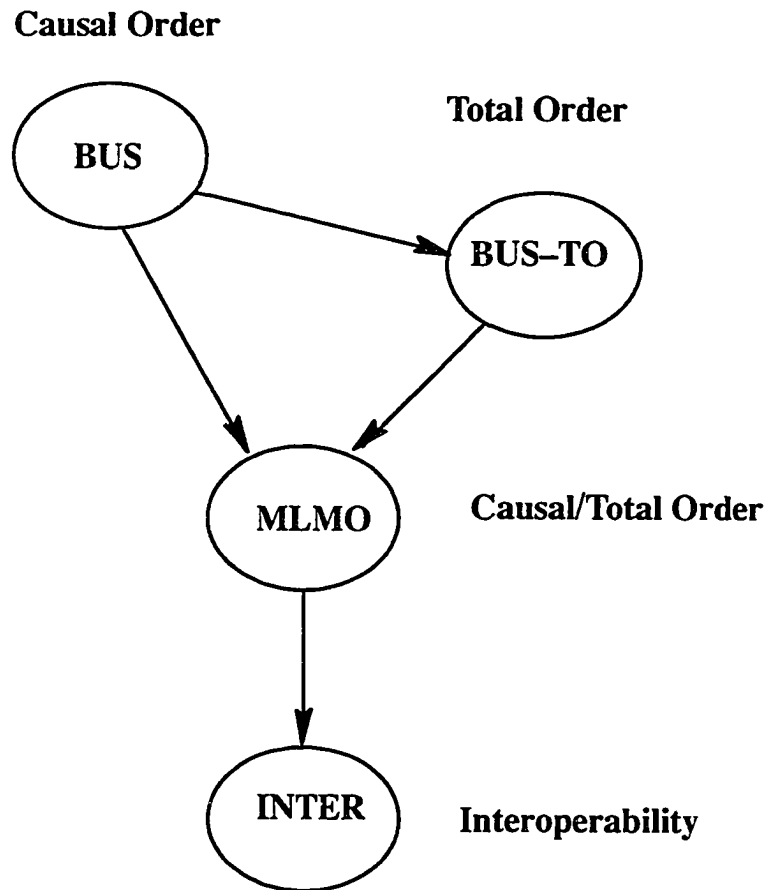 Causal Order
BUS
Total Order
BUS–TO
MLMO
Causal/Total Order
INTER
Interoperability